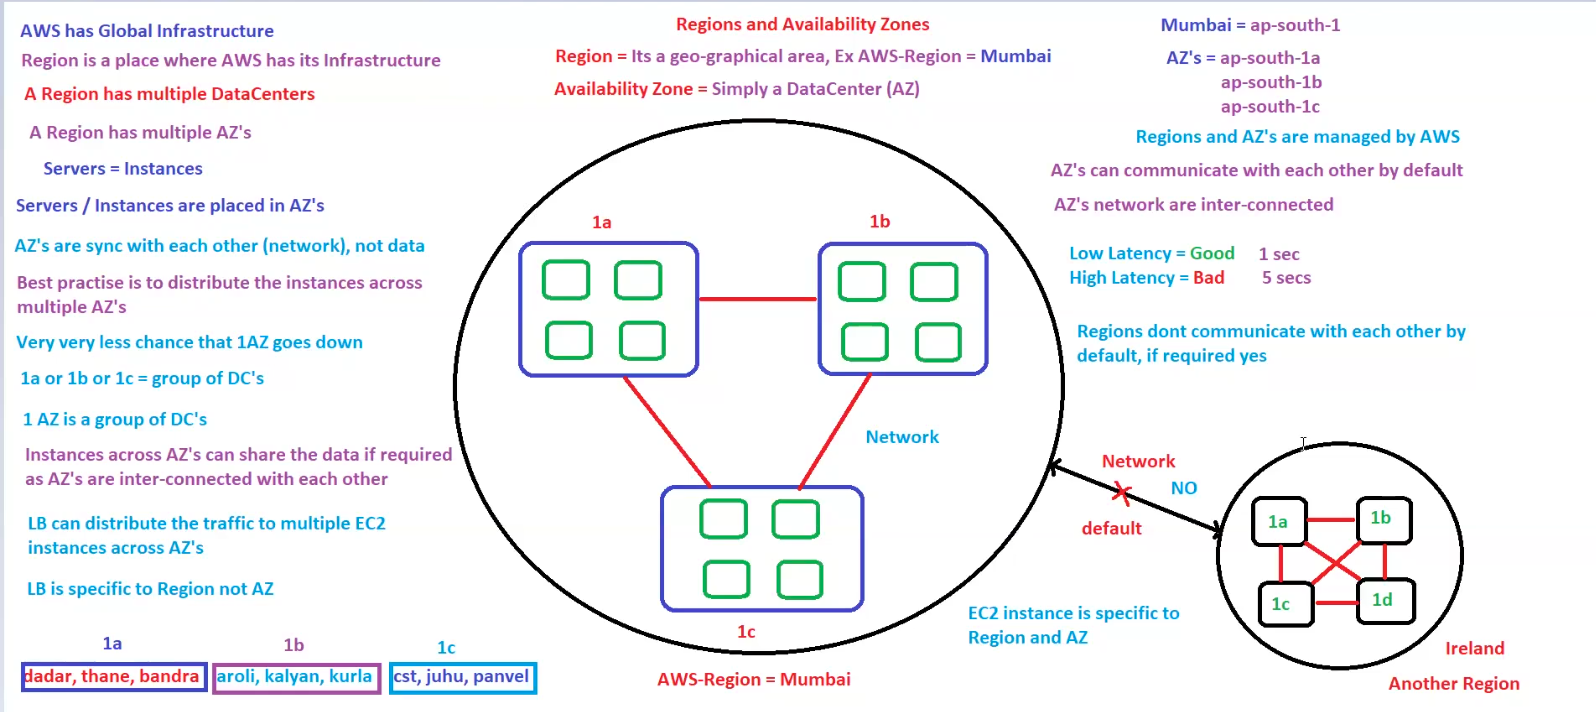 AWS has Global Infrastructure
Region is a place where AWS has its Infrastructure
A Region has multiple DataCenters
A Region has multiple AZ's
Servers = Instances
Servers / Instances are placed in AZ's
AZ's are sync with each other (network), not data
Best practise is to distribute the instances across
multiple AZ's
Very very less chance that 1AZ goes down
1a or 1b or 1c = group of DC's
1 AZ is a group of DC's
Instances across AZ's can share the data if required
as AZ's are inter-connected with each other
LB can distribute the traffic to multiple EC2
instances across AZ's
LB is specific to Region not AZ
1a
1b
1c
dadar, thane, bandra
aroli, kalyan, kurla
cst, juhu, panvel
Regions and Availability Zones
Region = Its a geo-graphical area, Ex AWS-Region = Mumbai
Availability Zone = Simply a DataCenter (AZ)
1a
1b
Network
1c
AWS-Region = Mumbai
Mumbai = ap-south-1
AZ's = ap-south-1a
ap-south-1b
ap-south-1c
Regions and AZ's are managed by AWS
AZ's can communicate with each other by default
AZ's network are inter-connected
Low Latency = Good 1 sec
High Latency = Bad 5 secs
Regions dont communicate with each other by
default, if required yes
Network
NO
default
EC2 instance is specific to
Region and AZ
1a
1b
1c
1d
Ireland
Another Region